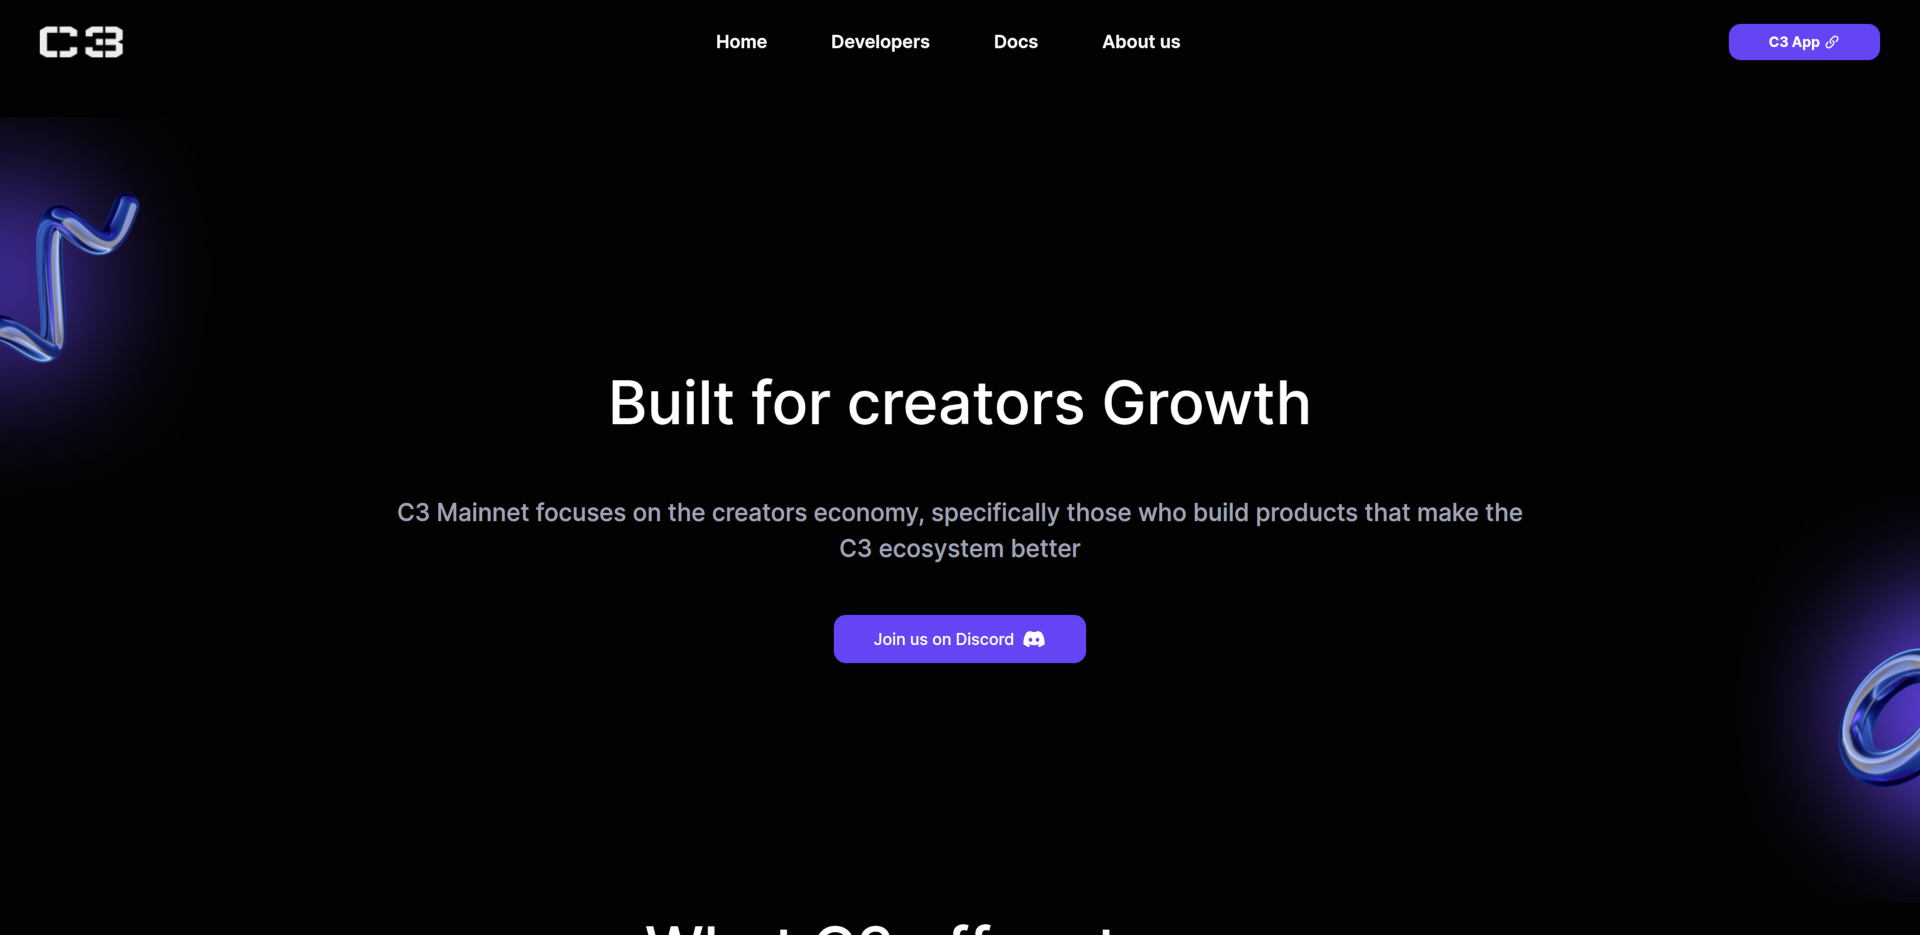 C3
Home
Developers
Docs
About us
C3 App
Built for creators Growth
C3 Mainnet focuses on the creators economy, specifically those who build products that make the
C3 ecosystem better
Join us on Discord